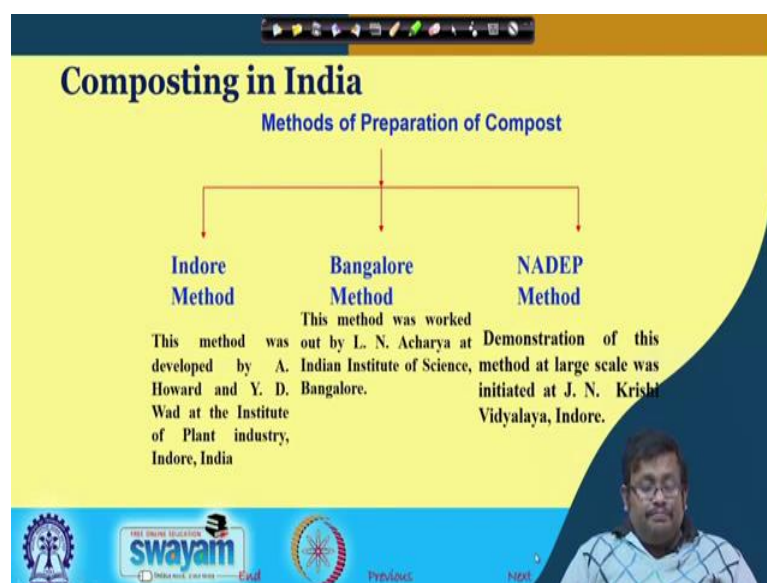 Composting in India
Methods of Preparation of Compost
Indore
Method
This method was
developed by A.
Howard and Y. D.
Wad at the Institute
of Plant industry,
Indore, India
Bangalore
Method
This method was worked
out by L. N. Acharya at
Indian Institute of Science,
Bangalore.
NADEP
Method
Demonstration of this
method at large scale was
initiated at J. N. Krishi
Vidyalaya, Indore.
FREE ONLINE EDUCATION
swayam
End
Previous
Next